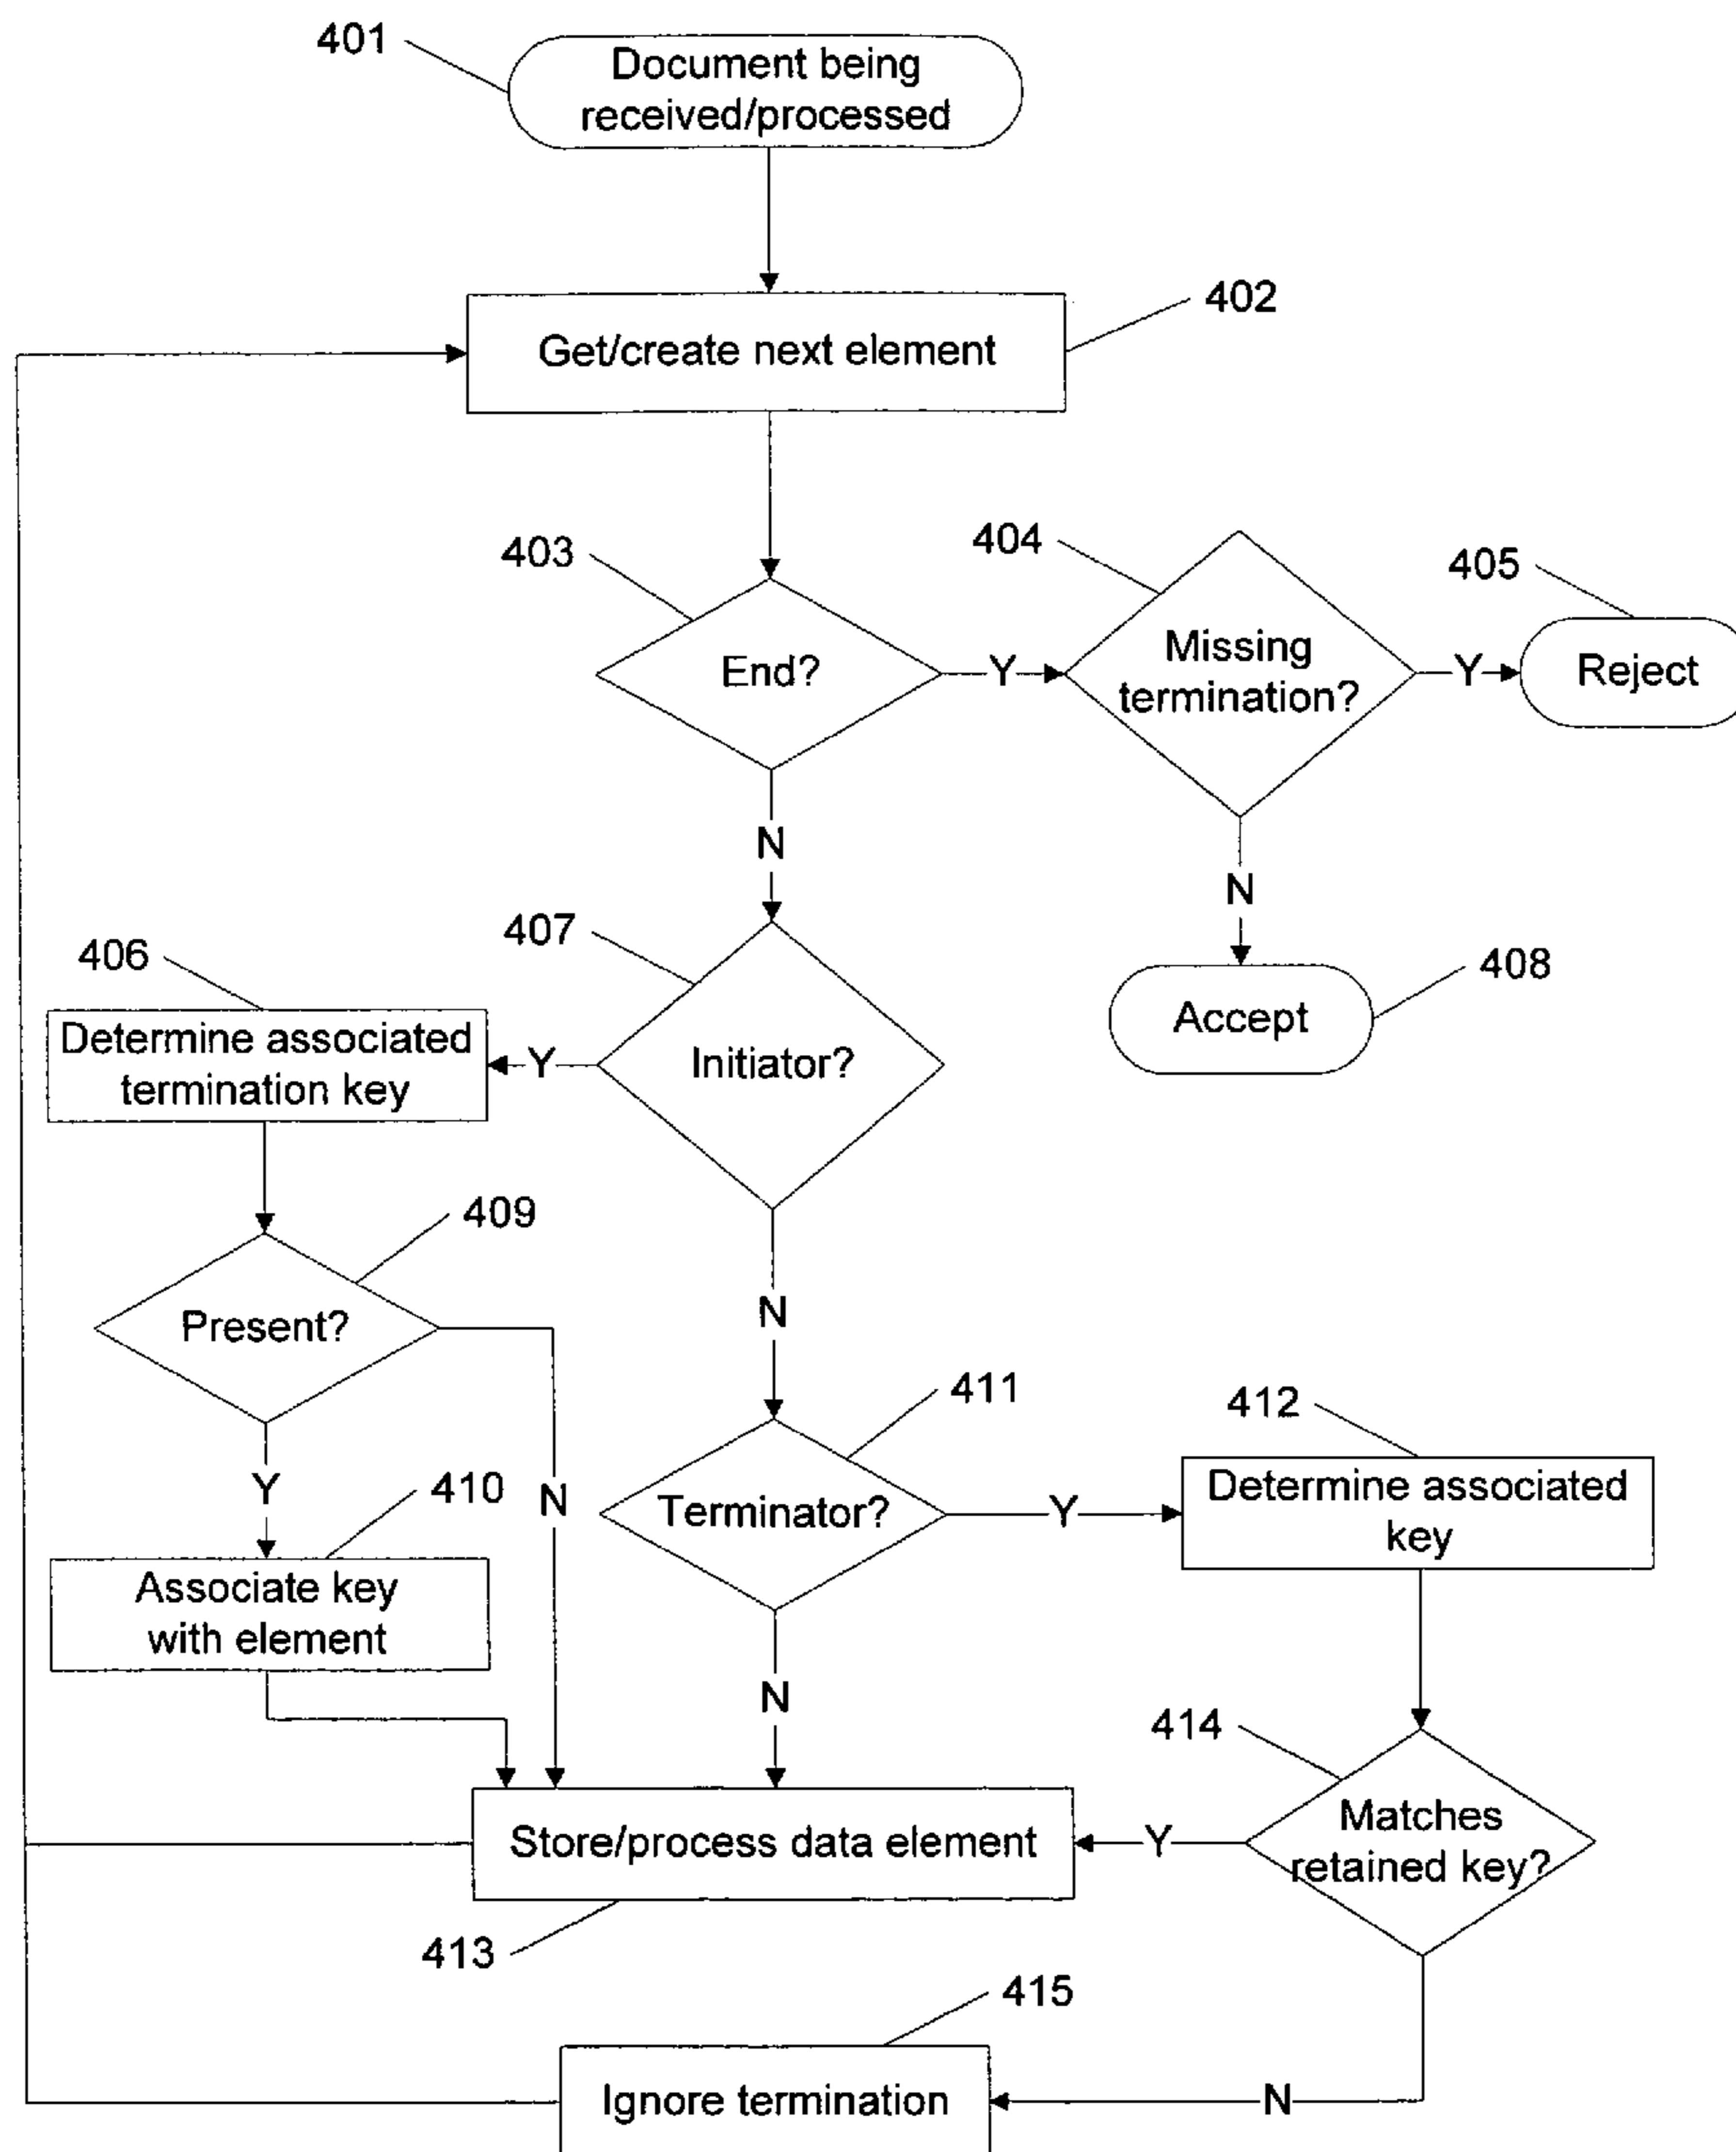 401
Document being
received/processed
402
Get/create next element
403
End?
Y
404
Missing
termination?
Y
405
Reject
N
N
408
Accept
407
Initiator?
Y
406
Determine associated
termination key
409
Present?
N
Y
N
410
Associate key
with element
411
Terminator?
Y
412
Determine associated
key
N
414
Matches
retained key?
Y
Store/process data element
413
415
Ignore termination
N